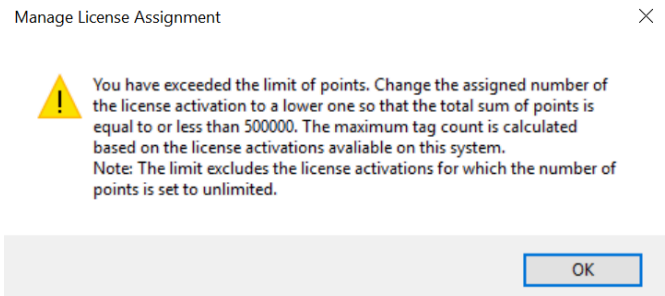 Manage License Assignment
You have exceeded the limit of points. Change the assigned number of
the license activation to a lower one so that the total sum of points is
equal to or less than 500000. The maximum tag count is calculated
based on the license activations avaliable on this system.
Note: The limit excludes the license activations for which the number of
points is set to unlimited.
OK